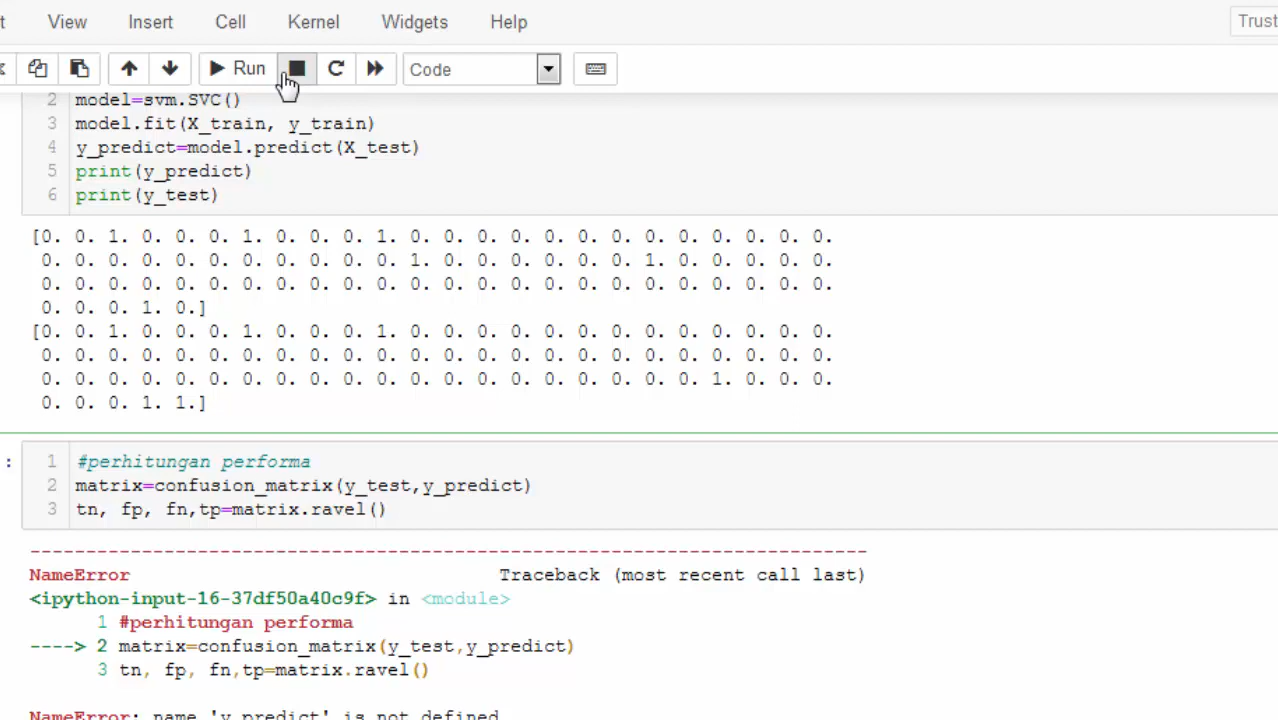 View Insert Cell Kernel Widgets Help
Run Code
2 model=svm.SVC()
3 model.fit(X_train, y_train)
4 y_predict=model.predict(X_test)
5 print(y_predict)
6 print(y_test)
[0. 0. 1. 0. 0. 0. 1. 0. 0. 0. 1. 0. 0. 0. 0. 0. 0. 0. 0. 0. 0. 0. 0. 0.
0. 0. 0. 0. 0. 0. 0. 0. 0. 0. 0. 1. 0. 0. 0. 0. 0. 0. 1. 0. 0. 0. 0. 0.
0. 0. 0. 0. 0. 0. 0. 0. 0. 0. 0. 0. 0. 0. 0. 0. 0. 0. 0. 0. 0. 0. 0. 0.
0. 0. 0. 1. 0.]
[0. 0. 1. 0. 0. 0. 1. 0. 0. 0. 1. 0. 0. 0. 0. 0. 0. 0. 0. 0. 0. 0. 0. 0.
0. 0. 0. 0. 0. 0. 0. 0. 0. 0. 0. 0. 0. 0. 0. 0. 0. 0. 0. 0. 0. 0. 0. 0.
0. 0. 0. 0. 0. 0. 0. 0. 0. 0. 0. 0. 0. 0. 0. 0. 0. 0. 0. 0. 1. 0. 0. 0.
0. 0. 0. 1. 1.]
: 1 #perhitungan performa
2 matrix=confusion_matrix(y_test,y_predict)
3 tn, fp, fn,tp=matrix.ravel()
---------------------------------------------------------------------------
NameError Traceback (most recent call last)
<ipython-input-16-37df50a40c9f> in <module>
1 #perhitungan performa
----> 2 matrix=confusion_matrix(y_test,y_predict)
3 tn, fp, fn,tp=matrix.ravel()
NameError: name 'y_predict' is not defined